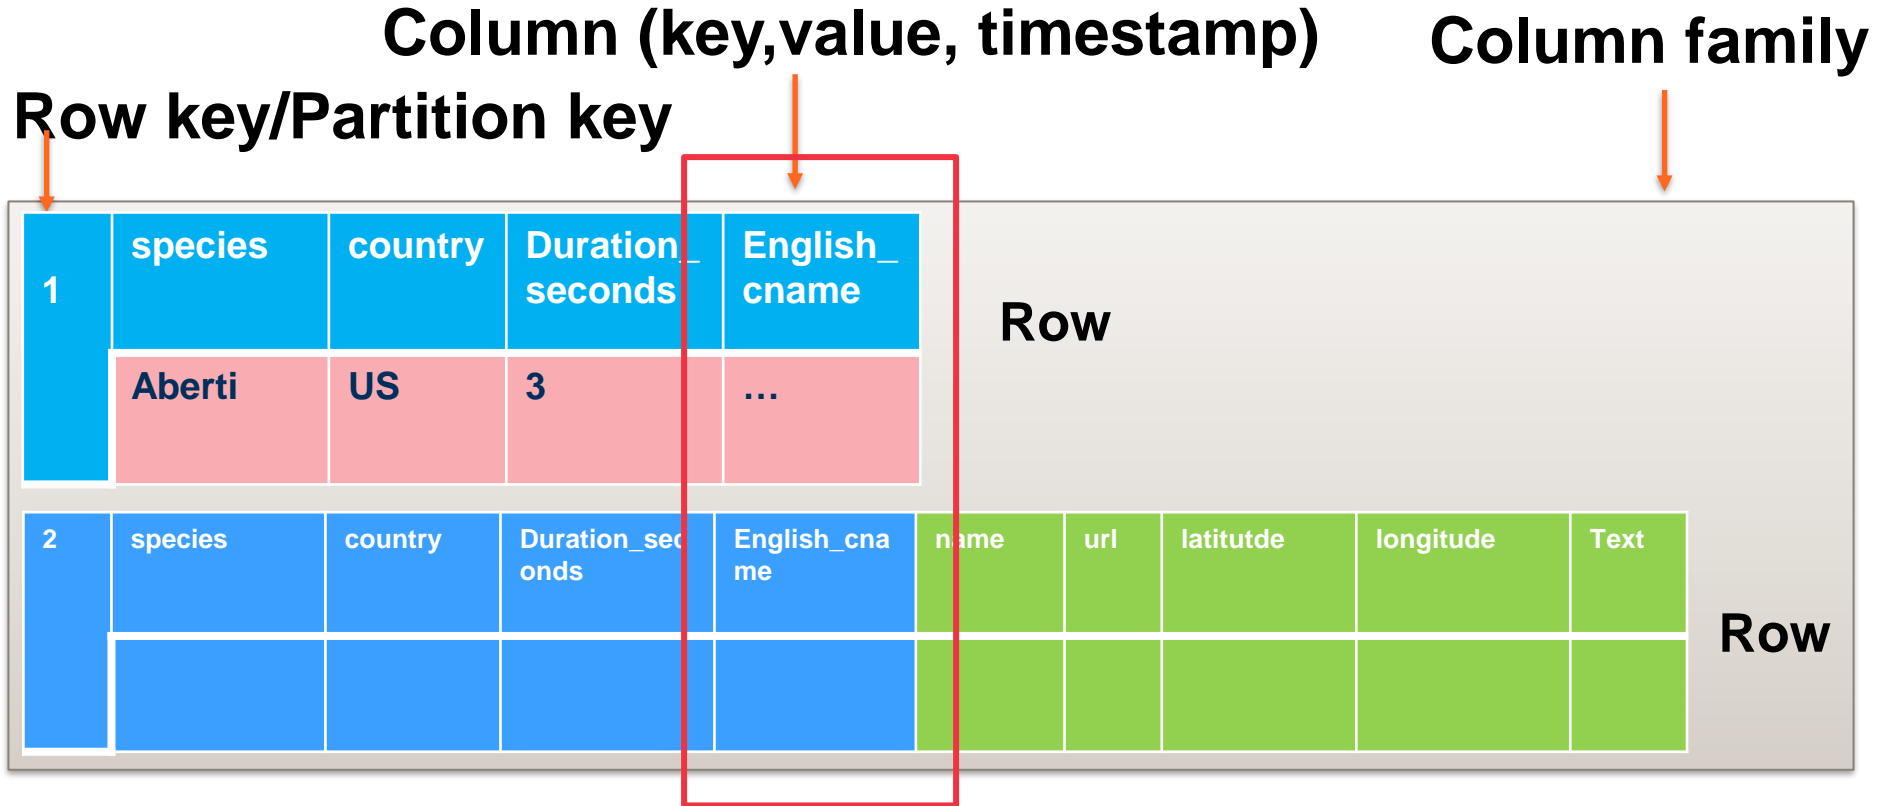 Column (key,value, timestamp)
Column family
Row key/Partition key
1
species
country
Duration_
seconds
English_
cname
Aberti
US
3
…
Row
2
species
country
Duration_sec
onds
English_cna
me
name
url
latitutde
longitude
Text
Row